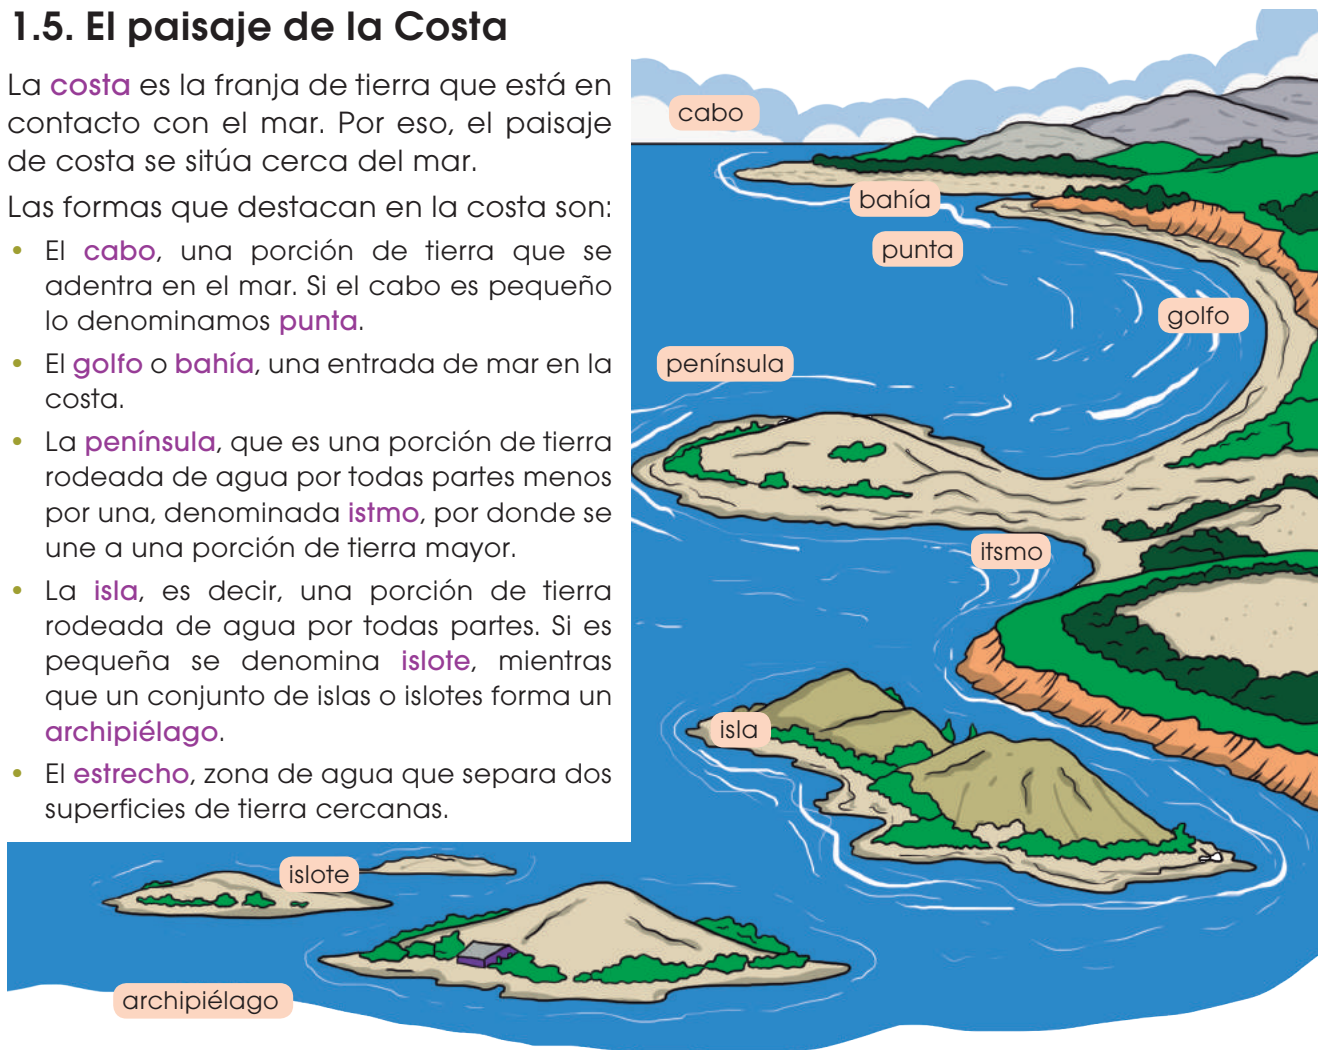 1.5. El paisaje de la Costa
La costa es la franja de tierra que está en
contacto con el mar. Por eso, el paisaje
de costa se sitúa cerca del mar.
Las formas que destacan en la costa son:
• El cabo, una porción de tierra que se
adentra en el mar. Si el cabo es pequeño
lo denominamos punta.
• El golfo o bahía, una entrada de mar en la
costa.
• La península, que es una porción de tierra
rodeada de agua por todas partes menos
por una, denominada istmo, por donde se
une a una porción de tierra mayor.
• La isla, es decir, una porción de tierra
rodeada de agua por todas partes. Si es
pequeña se denomina islote, mientras
que un conjunto de islas o islotes forma un
archipiélago.
• El estrecho, zona de agua que separa dos
superficies de tierra cercanas.
cabo
bahía
punta
golfo
península
itsmo
isla
islote
archipiélago